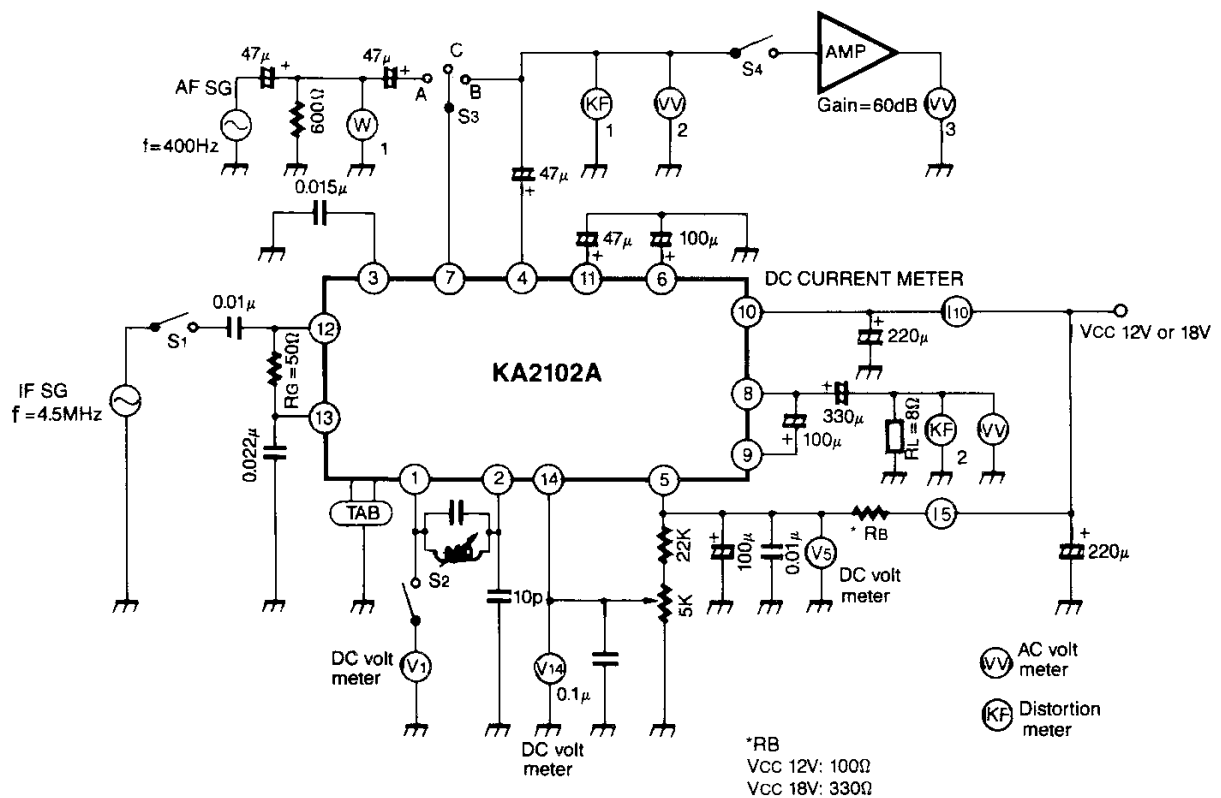 47μ
+
47μ
+
C
A
B
S3
S4
AMP
Gain=60dB
AF SG
f=400Hz
600Ω
W
1
KF
1
VV
2
VV
3
47μ
+
0.015μ
47μ
+
100μ
+
3
7
4
11
6
DC CURRENT METER
10
I10
VCC 12V or 18V
+
220μ
0.01μ
S1
12
RG=50Ω
KA2102A
IF SG
f=4.5MHz
13
0.022μ
8
+
330μ
+
100μ
9
RL=8Ω
KF
2
VV
1
2
14
5
TAB
S2
10p
22K
5K
+
100μ
0.01μ
V5
DC volt
meter
*RB
I5
+
220μ
DC volt
meter
V1
V14
0.1μ
DC volt
meter
VV
AC volt
meter
KF
Distortion
meter
*RB
VCC 12V: 100Ω
VCC 18V: 330Ω